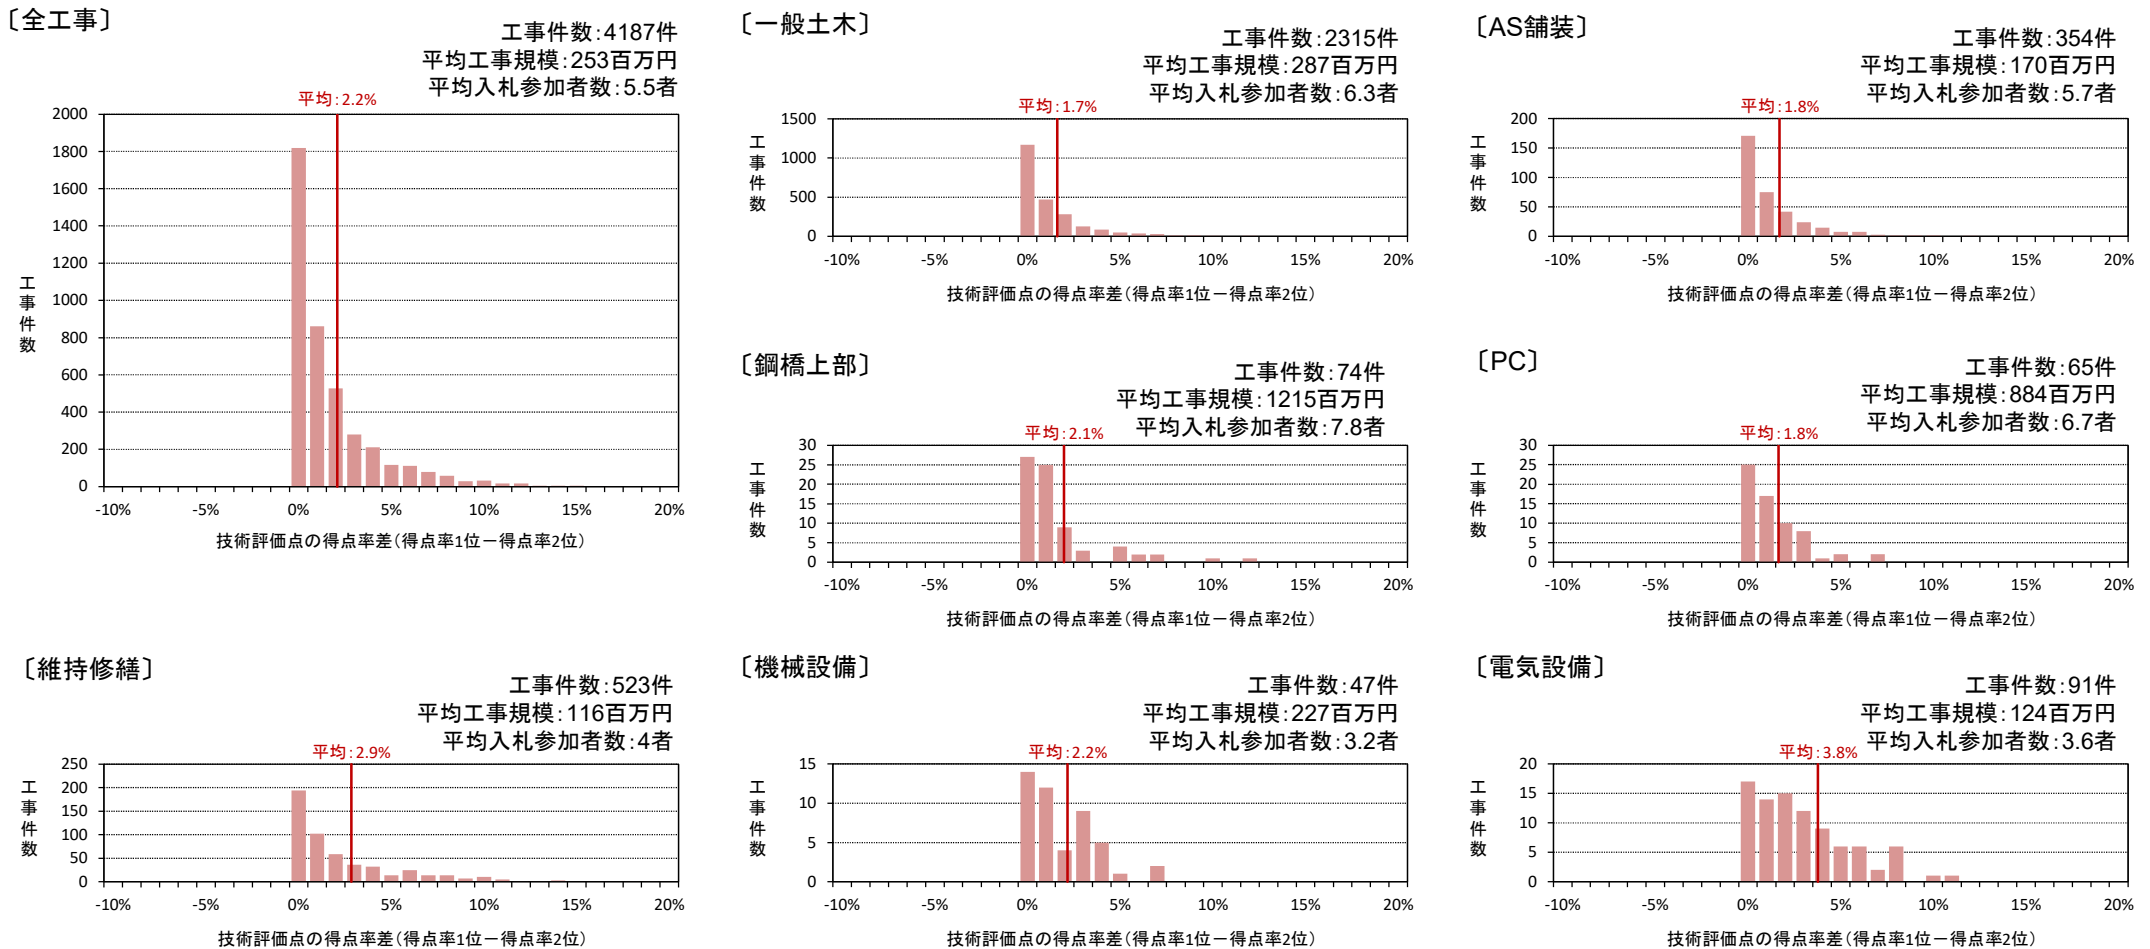 〔全工事〕
工事件数:4187件
平均工事規模:253百万円
平均入札参加者数:5.5者
平均:2.2%
2000
1800
1600
1400
1200
1000
800
600
400
200
0
工事件数
-10% -5% 0% 5% 10% 15% 20%
技術評価点の得点率差(得点率1位－得点率2位)
〔一般土木〕
工事件数:2315件
平均工事規模:287百万円
平均入札参加者数:6.3者
平均:1.7%
1500
1000
500
0
工事件数
-10% -5% 0% 5% 10% 15% 20%
技術評価点の得点率差(得点率1位－得点率2位)
〔AS舗装〕
工事件数:354件
平均工事規模:170百万円
平均入札参加者数:5.7者
平均:1.8%
200
150
100
50
0
工事件数
-10% -5% 0% 5% 10% 15% 20%
技術評価点の得点率差(得点率1位－得点率2位)
〔鋼橋上部〕
工事件数:74件
平均工事規模:1215百万円
平均入札参加者数:7.8者
平均:2.1%
30
25
20
15
10
5
0
工事件数
-10% -5% 0% 5% 10% 15% 20%
技術評価点の得点率差(得点率1位－得点率2位)
〔PC〕
工事件数:65件
平均工事規模:884百万円
平均入札参加者数:6.7者
平均:1.8%
30
25
20
15
10
5
0
工事件数
-10% -5% 0% 5% 10% 15% 20%
技術評価点の得点率差(得点率1位－得点率2位)
〔維持修繕〕
工事件数:523件
平均工事規模:116百万円
平均入札参加者数:4者
平均:2.9%
250
200
150
100
50
0
工事件数
-10% -5% 0% 5% 10% 15% 20%
技術評価点の得点率差(得点率1位－得点率2位)
〔機械設備〕
工事件数:47件
平均工事規模:227百万円
平均入札参加者数:3.2者
平均:2.2%
15
10
5
0
工事件数
-10% -5% 0% 5% 10% 15% 20%
技術評価点の得点率差(得点率1位－得点率2位)
〔電気設備〕
工事件数:91件
平均工事規模:124百万円
平均入札参加者数:3.6者
平均:3.8%
20
15
10
5
0
工事件数
-10% -5% 0% 5% 10% 15% 20%
技術評価点の得点率差(得点率1位－得点率2位)